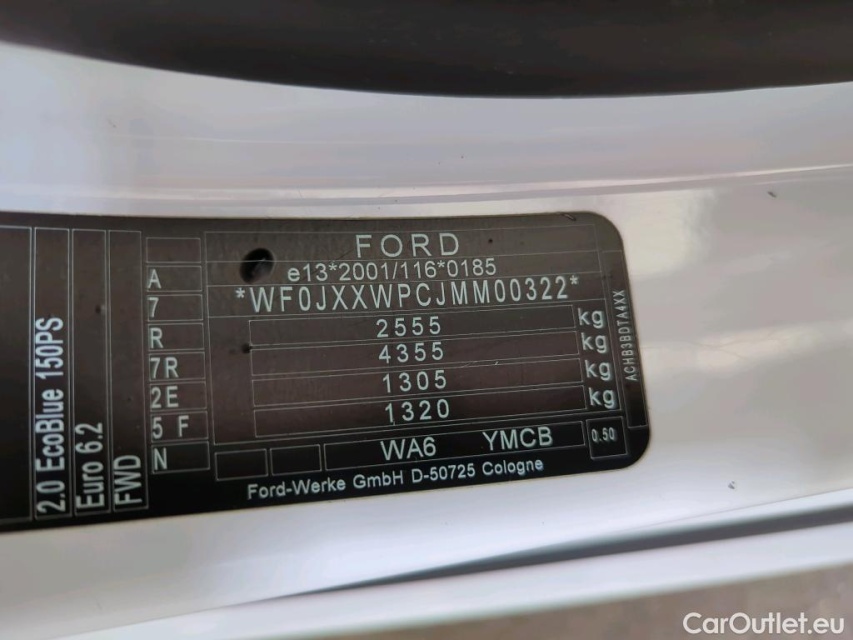 FORD
e13*2001/116*0185
*WF0JXXWPCJMM00322*
2555 kg
4355 kg
1305 kg
1320 kg
WA6 YMCB 0.50
Ford-Werke GmbH D-50725 Cologne
A
7
R
7R
2E
5 F
N
2.0 EcoBlue 150PS
Euro 6.2
FWD
ACHB3BDTA4XX
CarOutlet.eu